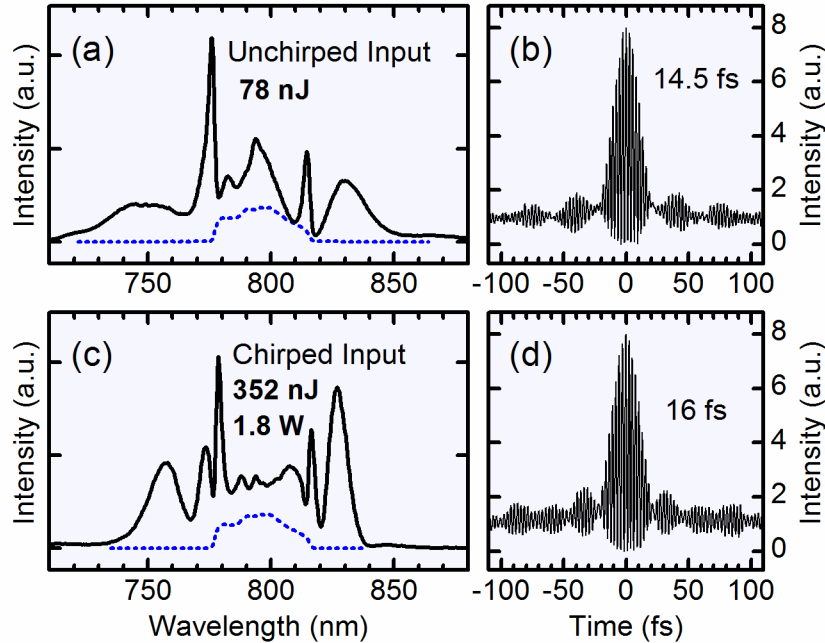 (a)
Unchirped Input
78 nJ
Intensity (a.u.)
750 800 850
(b)
14.5 fs
8
6
4
2
0
Intensity (a.u.)
-100 -50 0 50 100
(c)
Chirped Input
352 nJ
1.8 W
Intensity (a.u.)
750 800 850
Wavelength (nm)
(d)
16 fs
8
6
4
2
0
Intensity (a.u.)
-100 -50 0 50 100
Time (fs)